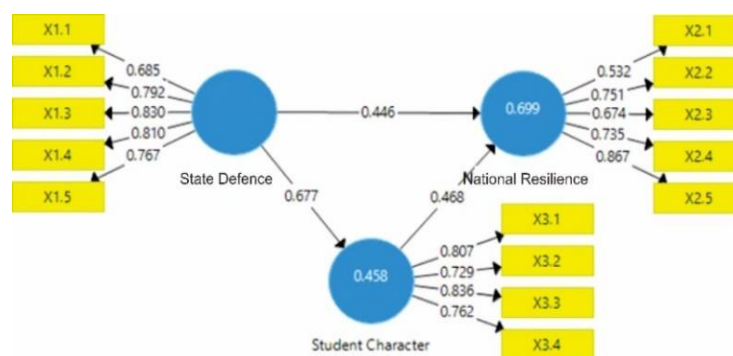 X1.1
X1.2
X1.3
X1.4
X1.5
0.685
0.792
0.830
0.810
0.767
State Defence
0.446
0.677
0.468
0.699
National Resilience
0.532
0.751
0.674
0.735
0.867
X2.1
X2.2
X2.3
X2.4
X2.5
0.458
Student Character
0.807
0.729
0.836
0.762
X3.1
X3.2
X3.3
X3.4